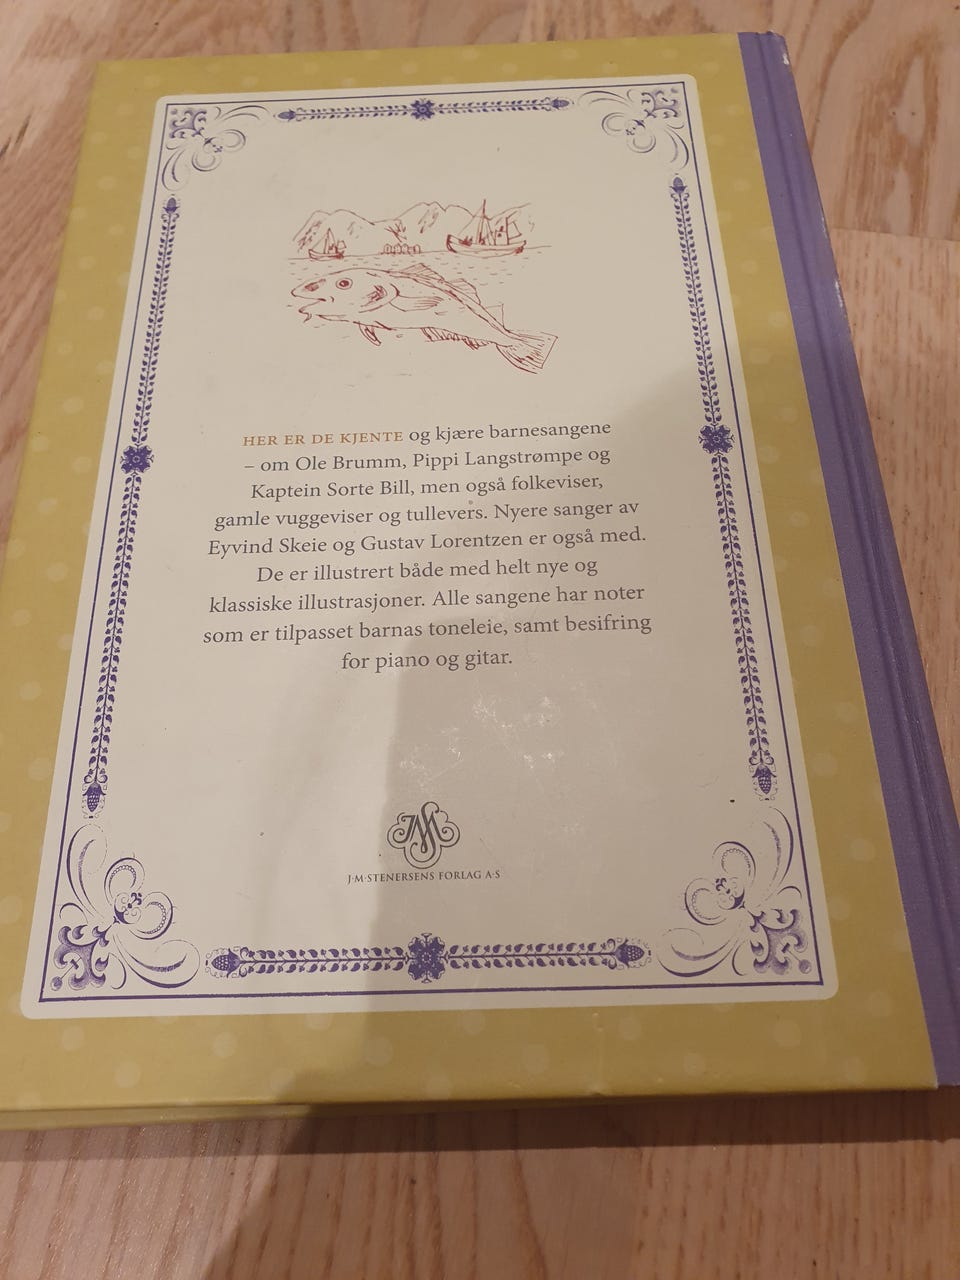 HER ER DE KJENTE og kjære barnesangene
– om Ole Brumm, Pippi Langstrømpe og
Kaptein Sorte Bill, men også folkeviser,
gamle vuggeviser og tullevers. Nyere sanger av
Eyvind Skeie og Gustav Lorentzen er også med.
De er illustrert både med helt nye og
klassiske illustrasjoner. Alle sangene har noter
som er tilpasset barnas toneleie, samt besifring
for piano og gitar.
JMS
J·M·STENERSENS FORLAG A·S